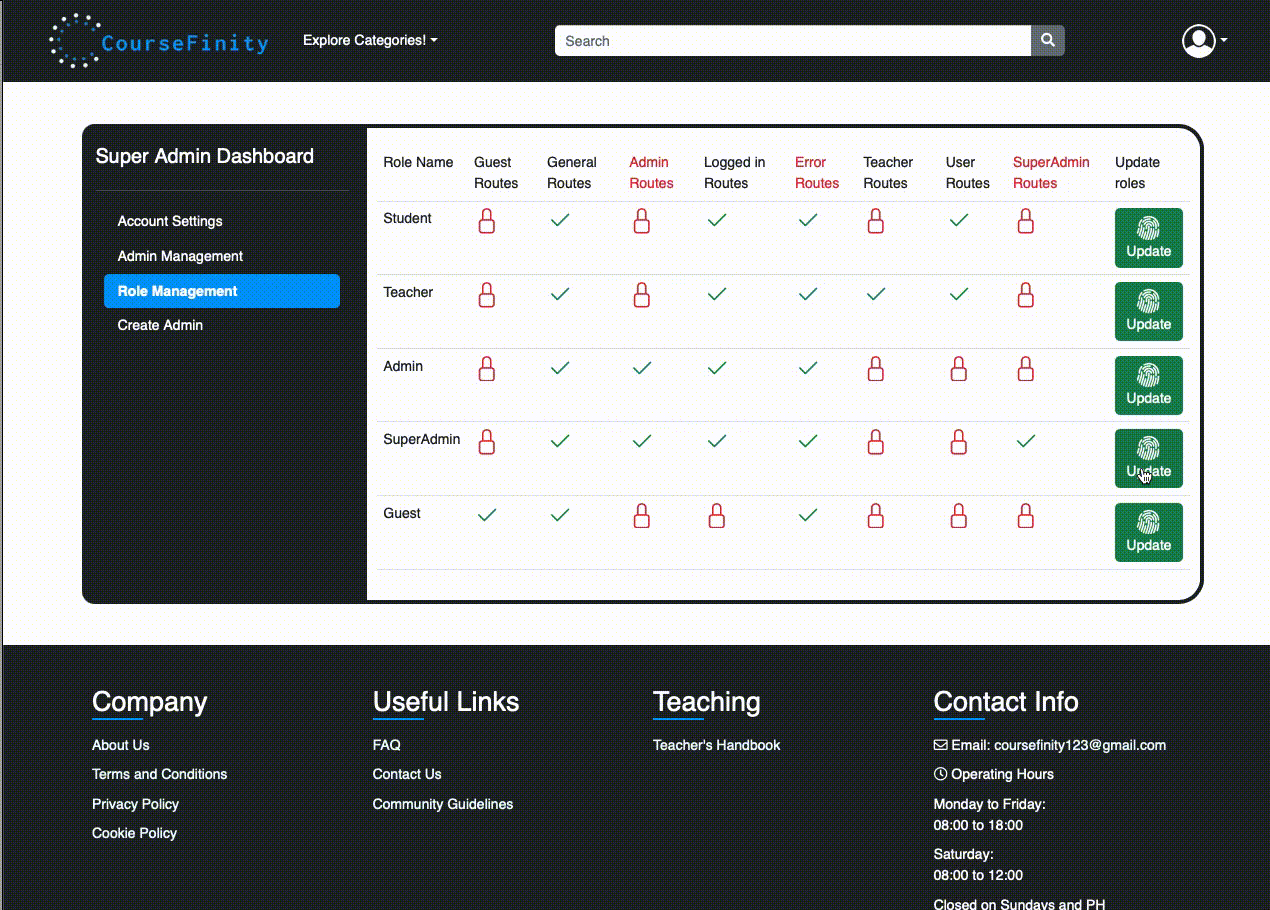 CourseFinity
Explore Categories!
Search
Super Admin Dashboard
Account Settings
Admin Management
Role Management
Create Admin
Role Name Guest Routes General Routes Admin Routes Logged in Routes Error Routes Teacher Routes User Routes SuperAdmin Routes Update roles
Student Update
Teacher Update
Admin Update
SuperAdmin Update
Guest Update
Company
About Us
Terms and Conditions
Privacy Policy
Cookie Policy
Useful Links
FAQ
Contact Us
Community Guidelines
Teaching
Teacher's Handbook
Contact Info
Email: coursefinity123@gmail.com
Operating Hours
Monday to Friday:
08:00 to 18:00
Saturday:
08:00 to 12:00
Closed on Sundays and PH